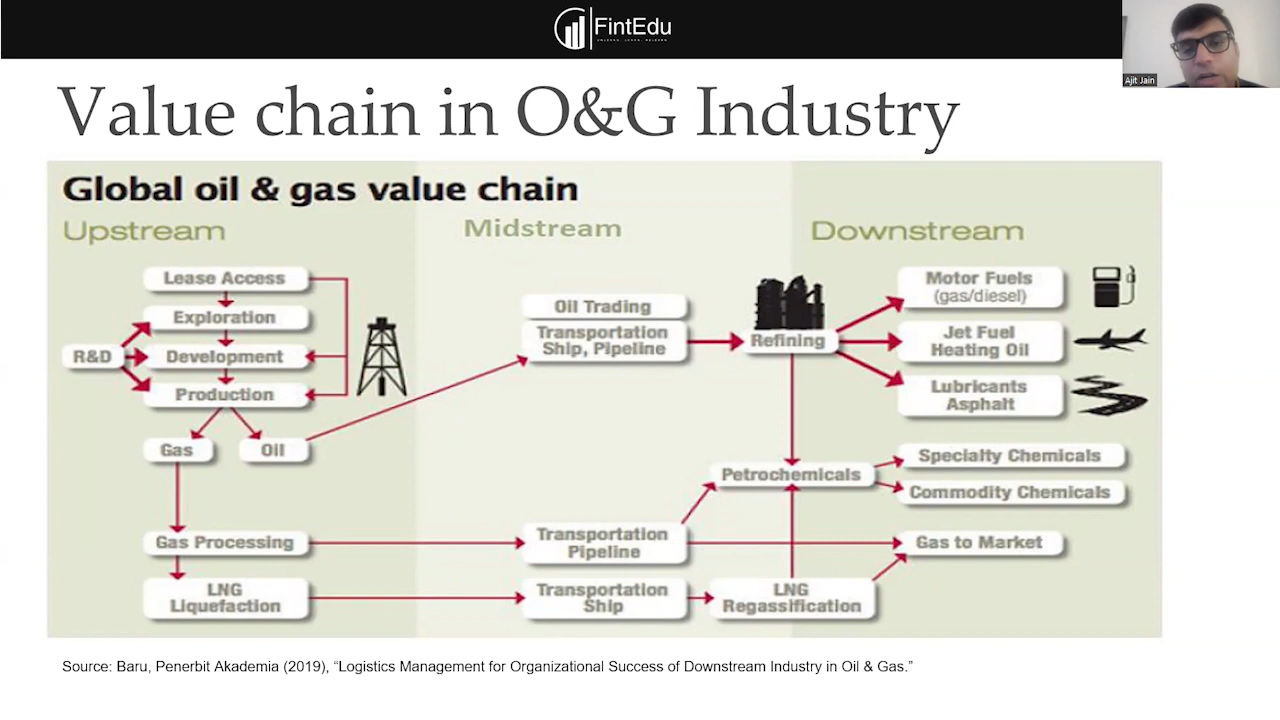 FintEdu
Ajit Jain
Value chain in O&G Industry
Global oil & gas value chain
Upstream
Midstream
Downstream
Lease Access
Exploration
R&D
Development
Production
Gas
Oil
Gas Processing
LNG
Liquefaction
Oil Trading
Transportation
Ship, Pipeline
Refining
Petrochemicals
Transportation
Pipeline
Transportation
Ship
LNG
Regassification
Motor Fuels
(gas/diesel)
Jet Fuel
Heating Oil
Lubricants
Asphalt
Specialty Chemicals
Commodity Chemicals
Gas to Market
Source: Baru, Penerbit Akademia (2019), “Logistics Management for Organizational Success of Downstream Industry in Oil & Gas.”